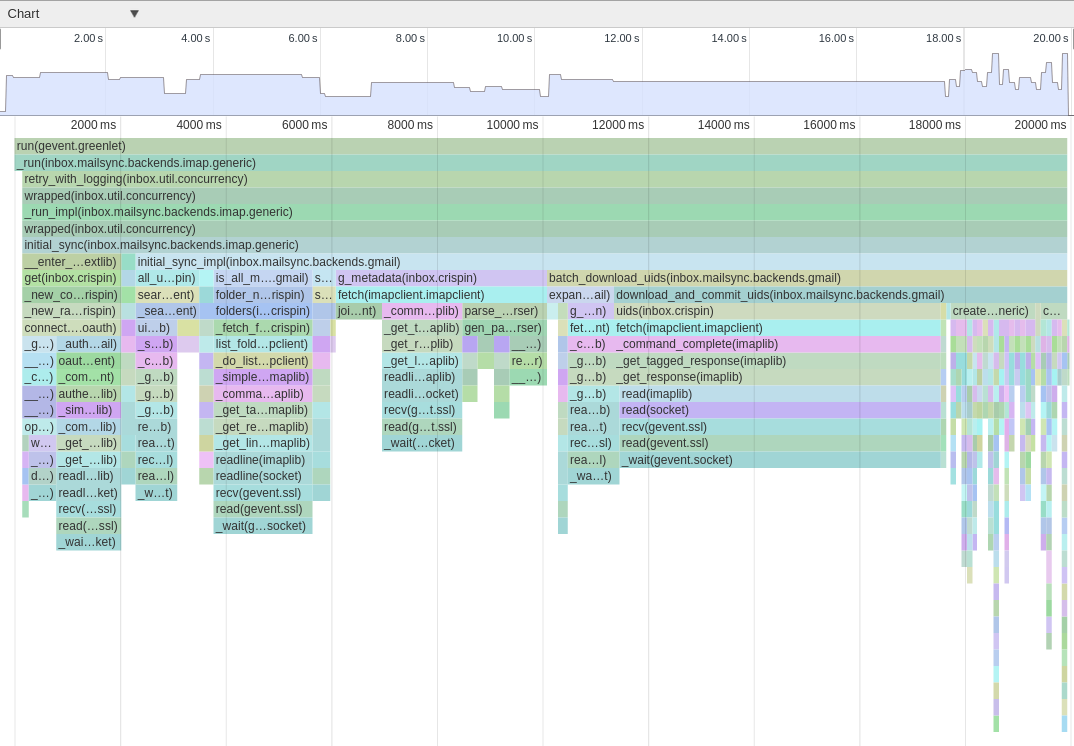 Chart
2.00 s 4.00 s 6.00 s 8.00 s 10.00 s 12.00 s 14.00 s 16.00 s 18.00 s 20.00 s
2000 ms 4000 ms 6000 ms 8000 ms 10000 ms 12000 ms 14000 ms 16000 ms 18000 ms 20000 ms
run(gevent.greenlet)
_run(inbox.mailsync.backends.imap.generic)
retry_with_logging(inbox.util.concurrency)
wrapped(inbox.util.concurrency)
_run_impl(inbox.mailsync.backends.imap.generic)
wrapped(inbox.util.concurrency)
initial_sync(inbox.mailsync.backends.imap.generic)
__enter_…extlib) initial_sync_impl(inbox.mailsync.backends.gmail)
get(inbox.crispin) all_u…pin) is_all_m…gmail) s… g_metadata(inbox.crispin) batch_download_uids(inbox.mailsync.backends.gmail)
_new_co…rispin) sear…ent) folder_n…rispin) s… fetch(imapclient.imapclient) expan…ail) download_and_commit_uids(inbox.mailsync.backends.gmail)
_new_ra…rispin) _sea…ent) folders(i…crispin) joi…nt) _comm…plib) parse_…rser) g_…n) uids(inbox.crispin) create…neric) c…
connect…oauth) ui…b) _fetch_f…crispin) _get_t…aplib) gen_pa…rser) fet…nt) fetch(imapclient.imapclient)
_g…) _auth…ail) _s…b) list_fold…pclient) _get_r…plib) __…) _c…b) _command_complete(imaplib)
__…) oaut…ent) _c…b) _do_list…pclient) _get_l…aplib) re…r) _g…b) _get_tagged_response(imaplib)
_c…) _com…nt) _g…b) _simple…maplib) readli…aplib) __…) _g…b) _get_response(imaplib)
__…) authe…lib) _g…b) _comma…aplib) readli…ocket) _g…b) read(imaplib)
__…) _sim…lib) _g…b) _get_ta…maplib) recv(g…t.ssl) rea…b) read(socket)
op…) _com…lib) re…b) _get_re…maplib) read(g…t.ssl) rea…t) recv(gevent.ssl)
w… _get_…lib) rea…t) _get_lin…maplib) _wait(…cket) rec…sl) read(gevent.ssl)
_…) _get_…lib) rec…l) readline(imaplib) rea…l) _wait(gevent.socket)
d…) readl…lib) rea…l) readline(socket) _wa…t)
_…) readl…ket) _w…t) recv(gevent.ssl)
recv(…ssl) read(gevent.ssl)
read(…ssl) _wait(g…socket)
_wai…ket)